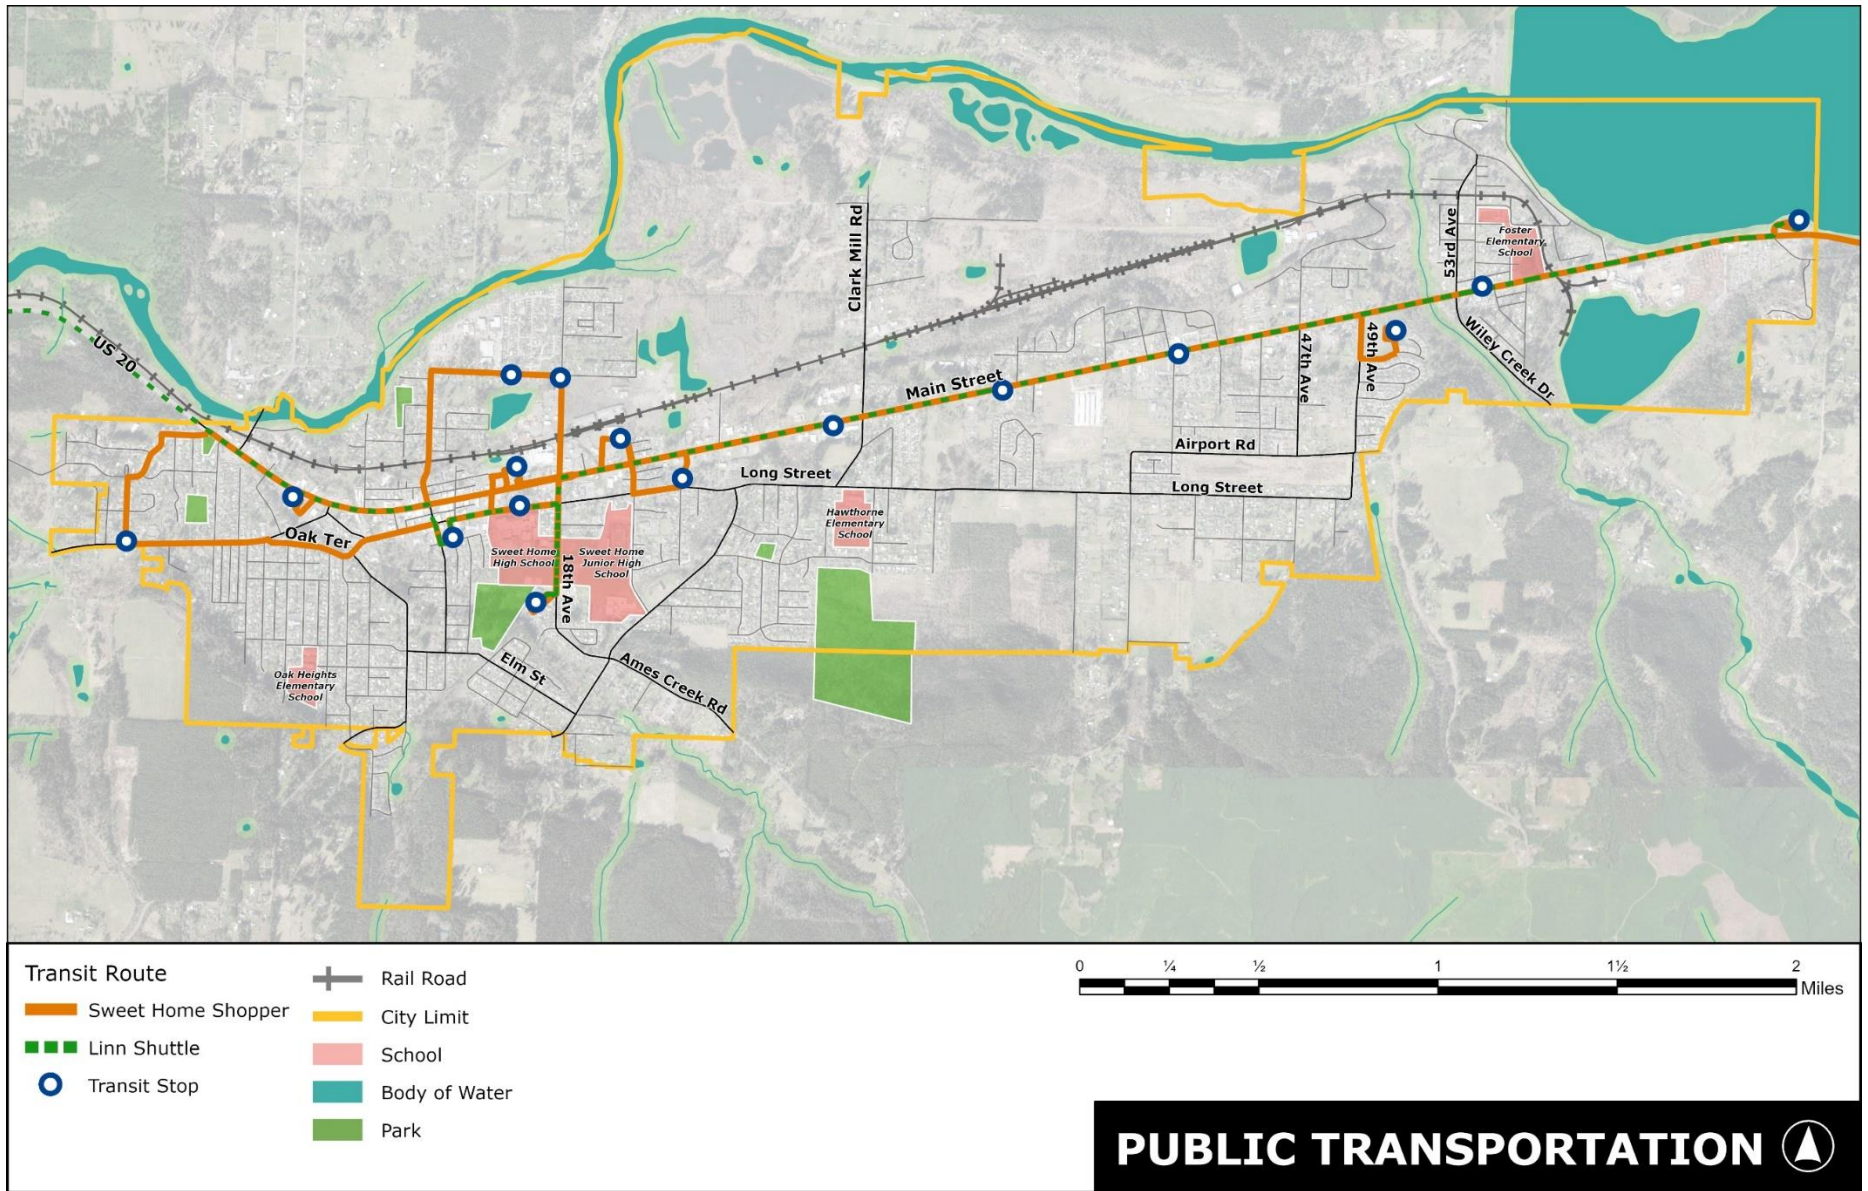 Clark Mill Rd
53rd Ave
Foster
Elementary
School
US 20
Main Street
47th Ave
49th Ave
Wiley Creek Dr
Airport Rd
Long Street
Long Street
Hawthorne
Elementary
School
Oak Ter
Sweet Home
High School
18th Ave
Sweet Home
Junior High
School
Elm St
Ames Creek Rd
Oak Heights
Elementary
School
Transit Route
Sweet Home Shopper
Linn Shuttle
Transit Stop
Rail Road
City Limit
School
Body of Water
Park
0 ¼ ½ 1 1½ 2
Miles
PUBLIC TRANSPORTATION